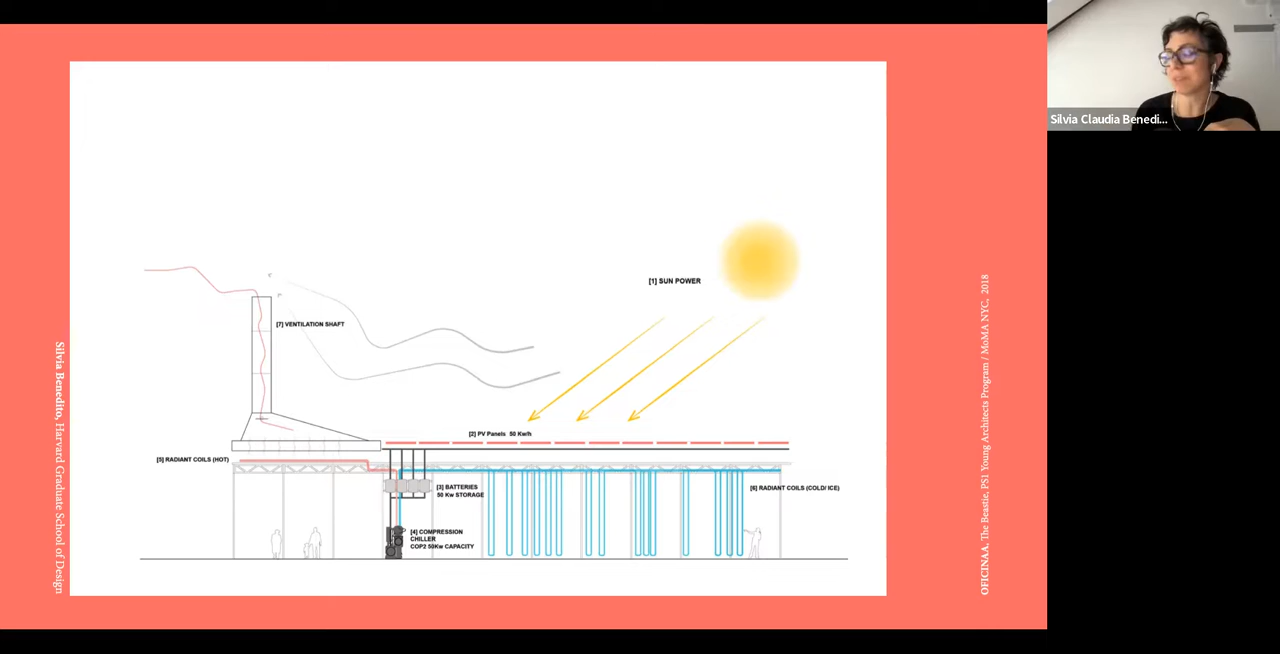 Silvia Claudia Benedi...
[1] SUN POWER
[7] VENTILATION SHAFT
[2] PV Panels 50 Kw/h
[5] RADIANT COILS (HOT)
[3] BATTERIES
50 Kw STORAGE
[6] RADIANT COILS (COLD/ ICE)
[4] COMPRESSION
CHILLER
COP2 50Kw CAPACITY
Silvia Benedito, Harvard Graduate School of Design
OFICINAA, The Beastie, PS1 Young Architects Program / MoMA NYC, 2018